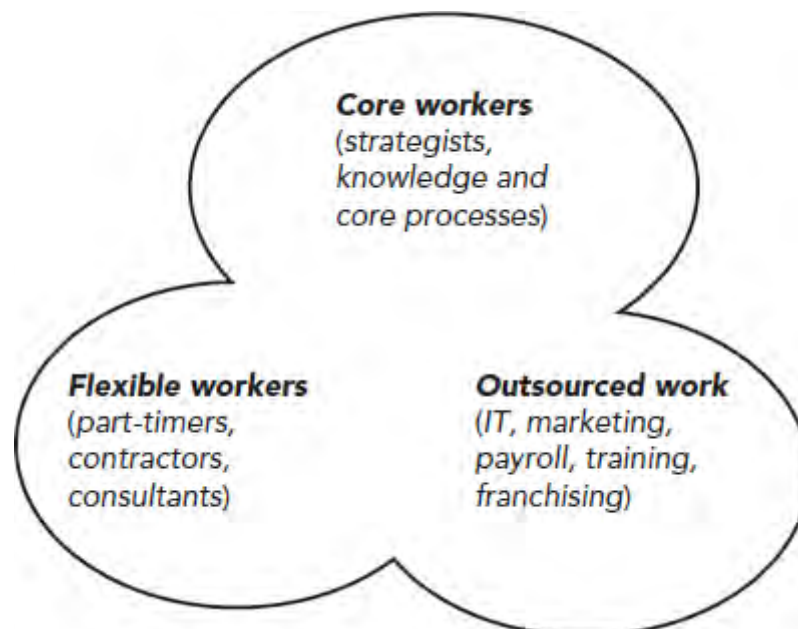 Core workers
(strategists,
knowledge and
core processes)
Flexible workers
(part-timers,
contractors,
consultants)
Outsourced work
(IT, marketing,
payroll, training,
franchising)